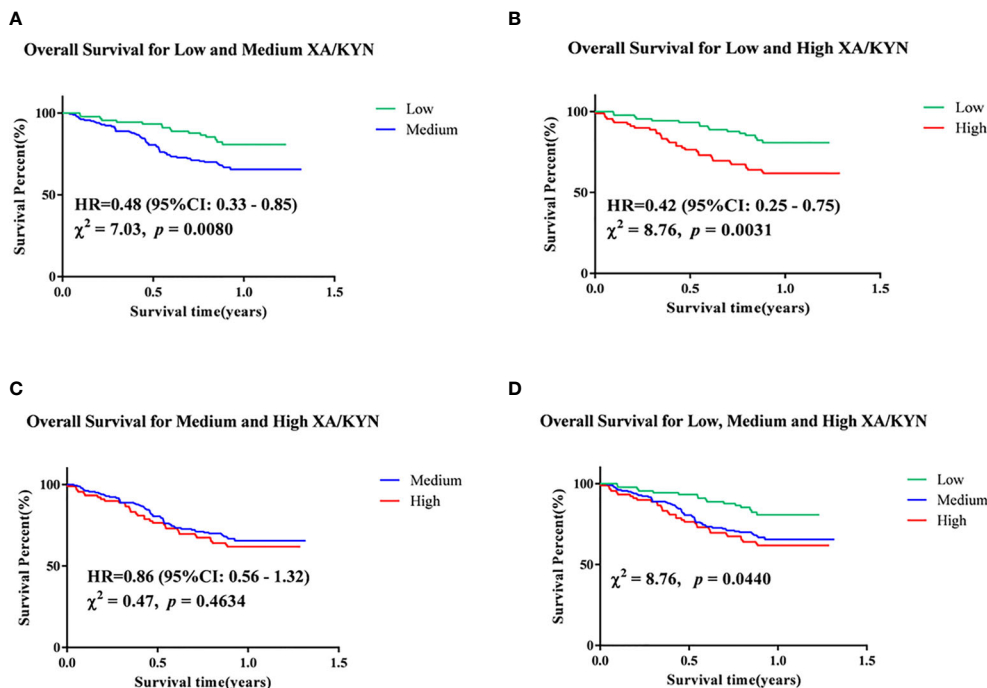 A
Overall Survival for Low and Medium XA/KYN
Survival Percent(%)
100
50
0
Low
Medium
HR=0.48 (95%CI: 0.33 - 0.85)
χ² = 7.03, p = 0.0080
0.0 0.5 1.0 1.5
Survival time(years)
B
Overall Survival for Low and High XA/KYN
Survival Percent(%)
100
50
0
Low
High
HR=0.42 (95%CI: 0.25 - 0.75)
χ² = 8.76, p = 0.0031
0.0 0.5 1.0 1.5
Survival time(years)
C
Overall Survival for Medium and High XA/KYN
Survival Percent(%)
100
50
0
Medium
High
HR=0.86 (95%CI: 0.56 - 1.32)
χ² = 0.47, p = 0.4634
0.0 0.5 1.0 1.5
Survival time(years)
D
Overall Survival for Low, Medium and High XA/KYN
Survival Percent(%)
100
50
0
Low
Medium
High
χ² = 8.76, p = 0.0440
0.0 0.5 1.0 1.5
Survival time(years)